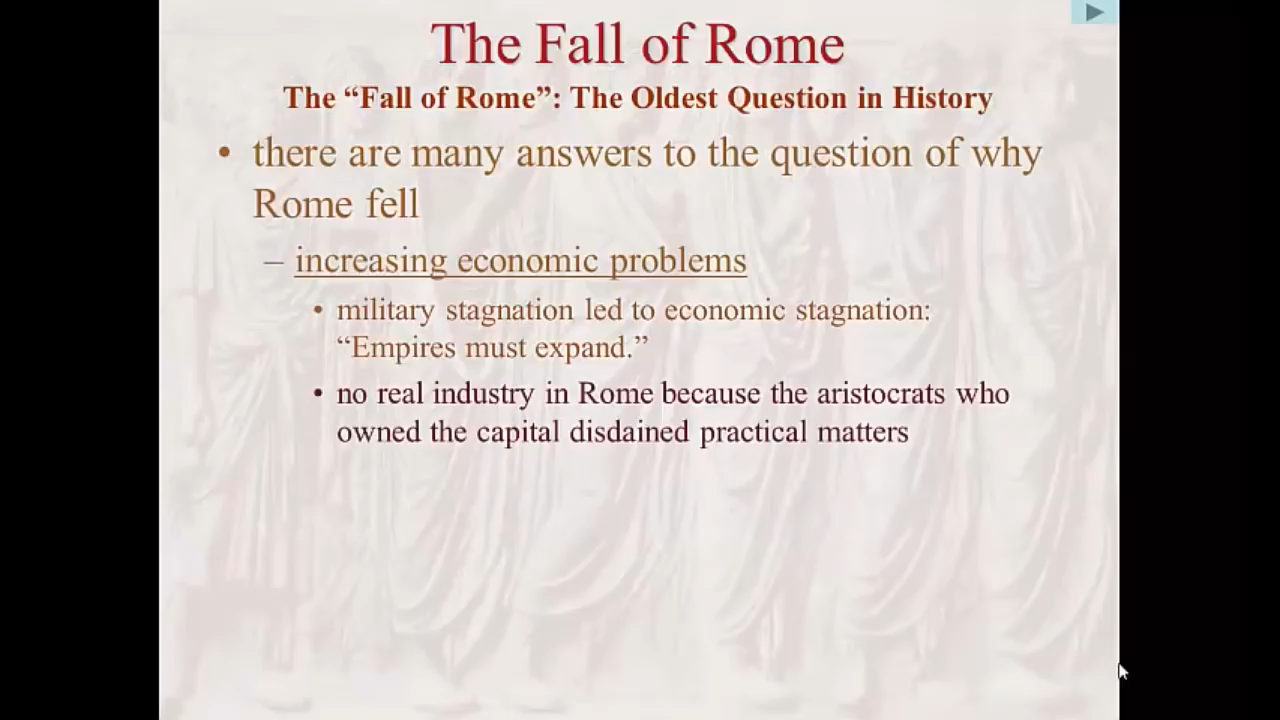 The Fall of Rome
The “Fall of Rome”: The Oldest Question in History
• there are many answers to the question of why
Rome fell
– increasing economic problems
• military stagnation led to economic stagnation:
“Empires must expand.”
• no real industry in Rome because the aristocrats who
owned the capital disdained practical matters